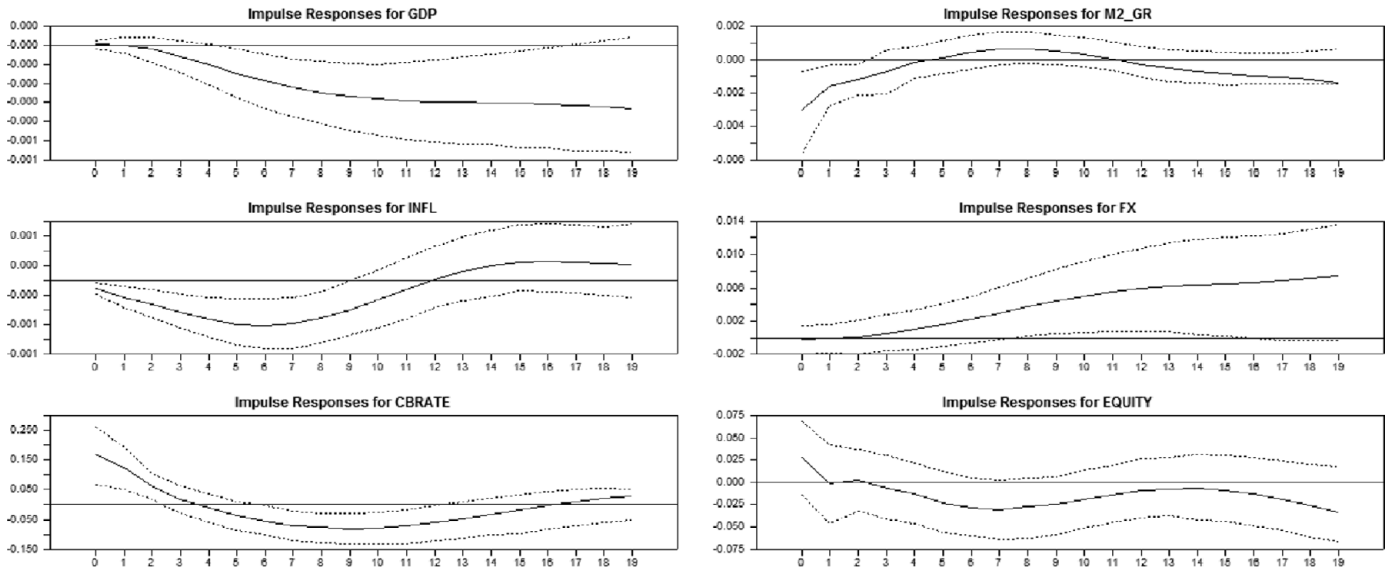 Impulse Responses for GDP
0.000
-0.000
-0.000
-0.000
-0.000
-0.000
-0.001
-0.001
0 1 2 3 4 5 6 7 8 9 10 11 12 13 14 15 16 17 18 19
Impulse Responses for M2_GR
0.002
0.000
-0.002
-0.004
-0.006
0 1 2 3 4 5 6 7 8 9 10 11 12 13 14 15 16 17 18 19
Impulse Responses for INFL
0.001
0.000
-0.000
-0.001
-0.001
0 1 2 3 4 5 6 7 8 9 10 11 12 13 14 15 16 17 18 19
Impulse Responses for FX
0.014
0.010
0.006
0.002
-0.002
0 1 2 3 4 5 6 7 8 9 10 11 12 13 14 15 16 17 18 19
Impulse Responses for CBRATE
0.250
0.150
0.050
-0.050
-0.150
0 1 2 3 4 5 6 7 8 9 10 11 12 13 14 15 16 17 18 19
Impulse Responses for EQUITY
0.075
0.050
0.025
0.000
-0.025
-0.050
-0.075
0 1 2 3 4 5 6 7 8 9 10 11 12 13 14 15 16 17 18 19